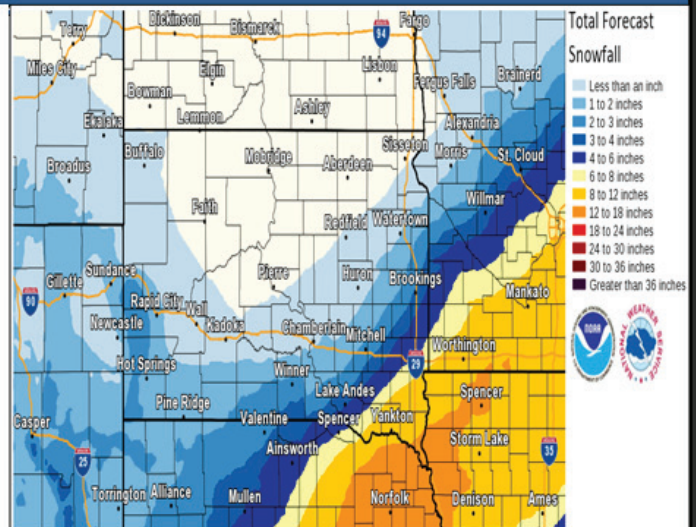 Total Forecast
Snowfall
Less than an inch
1 to 2 inches
2 to 3 inches
3 to 4 inches
4 to 6 inches
6 to 8 inches
8 to 12 inches
12 to 18 inches
18 to 24 inches
24 to 30 inches
30 to 36 inches
Greater than 36 inches
NOAA
NATIONAL WEATHER SERVICE
Terry
Dickinson
Bismarck
Fargo
94
Miles City
Elgin
Lisbon
Fergus Falls
Brainerd
Bowman
Ashley
Ekalaka
Lemmon
Alexandria
Broadus
Buffalo
Mobridge
Aberdeen
Sisseton
Morris
St. Cloud
Faith
Redfield
Watertown
Willmar
Gillette
Sundance
Pierre
Huron
Brookings
90
Rapid City
Wall
Mankato
Newcastle
Kadoka
Chamberlain
Mitchell
Worthington
Hot Springs
Winner
29
Pine Ridge
Lake Andes
Spencer
Valentine
Spencer
Yankton
Casper
Ainsworth
Storm Lake
35
25
Torrington
Alliance
Mullen
Norfolk
Denison
Ames